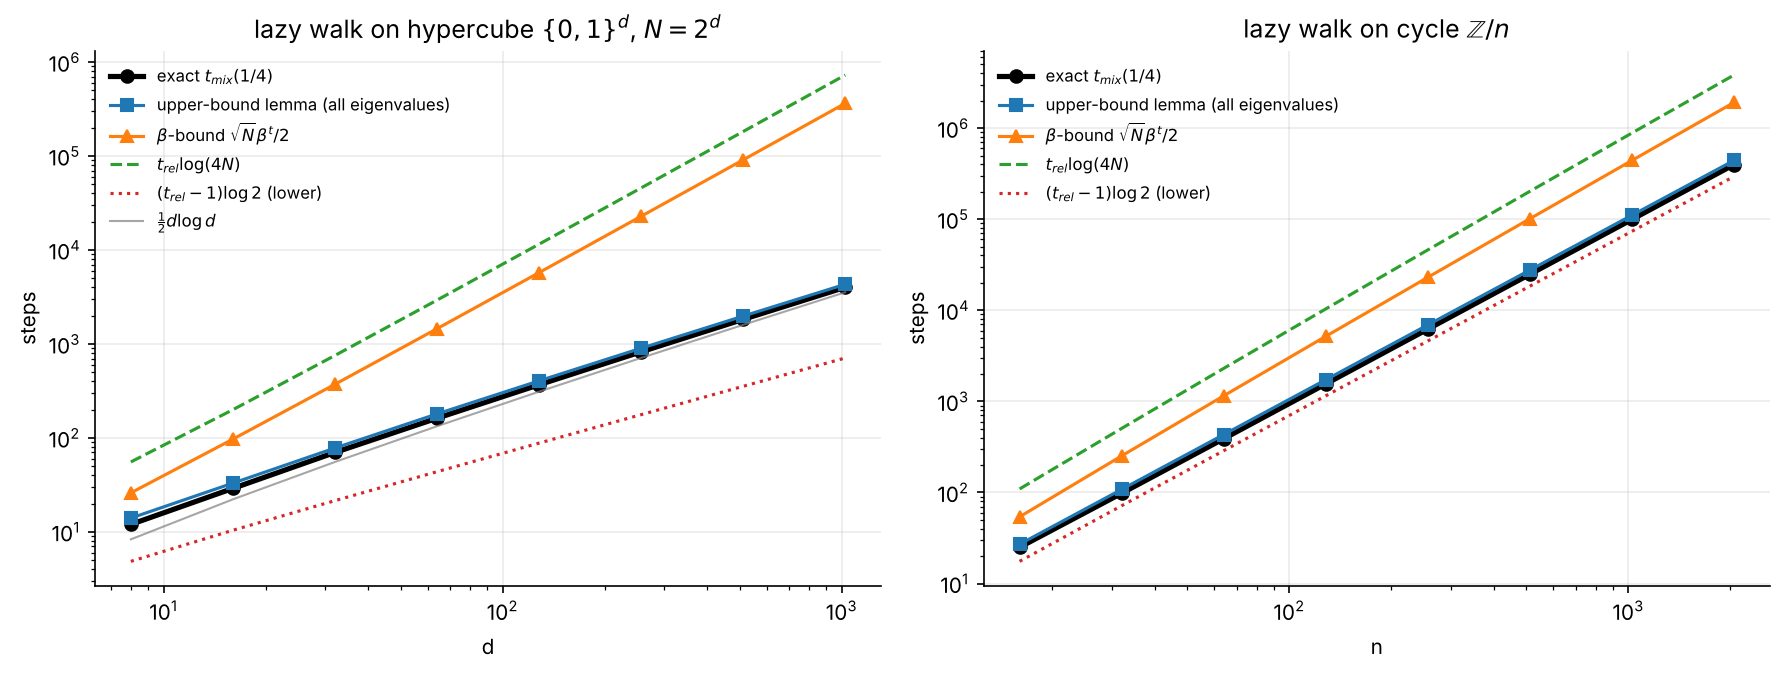 lazy walk on hypercube {0, 1}^d, N = 2^d
10^6
10^5
10^4
10^3
10^2
10^1
steps
exact t_mix(1/4)
upper-bound lemma (all eigenvalues)
β-bound √N β^t/2
t_rel log(4N)
(t_rel − 1)log 2 (lower)
½d log d
10^1
10^2
10^3
d
lazy walk on cycle ℤ/n
10^6
10^5
10^4
10^3
10^2
10^1
steps
exact t_mix(1/4)
upper-bound lemma (all eigenvalues)
β-bound √N β^t/2
t_rel log(4N)
(t_rel − 1)log 2 (lower)
10^2
10^3
n